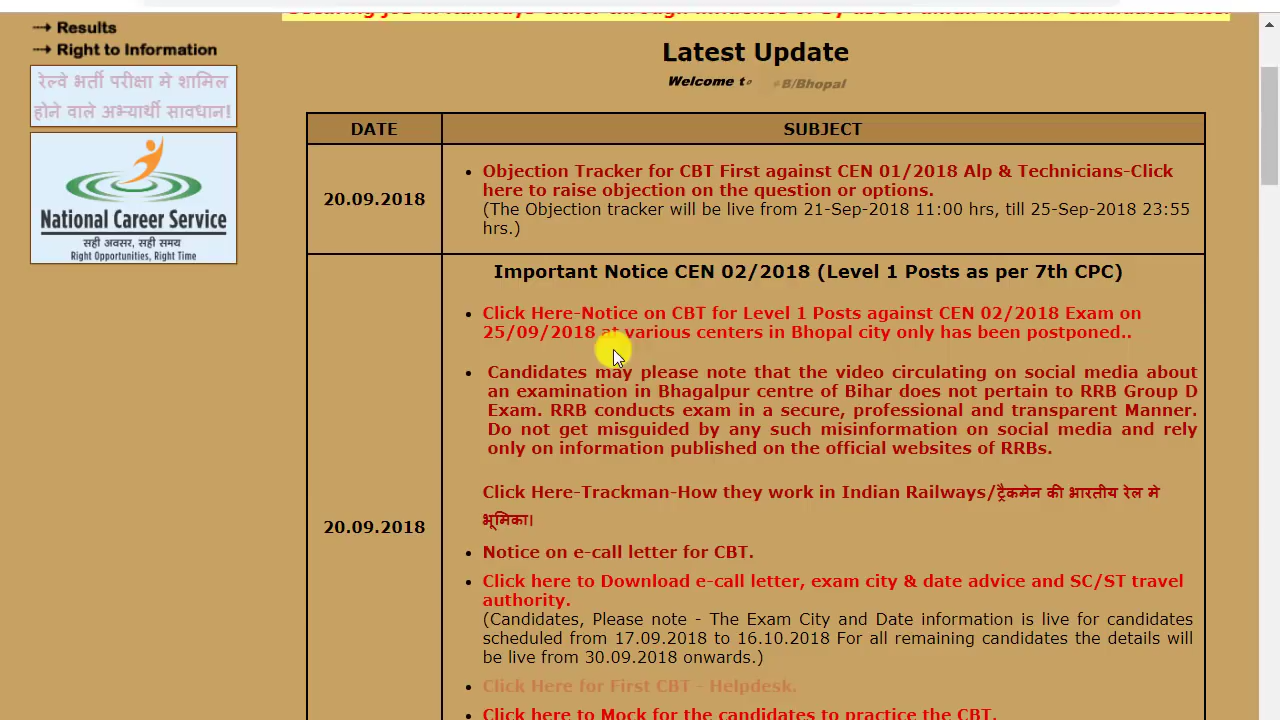 Results
Right to Information
रेल्वे भर्ती परीक्षा मे शामिल
होने वाले अभ्यार्थी सावधान!
National Career Service
सही अवसर, सही समय
Right Opportunities, Right Time
Latest Update
Welcome to B/Bhopal
DATE SUBJECT
20.09.2018
Objection Tracker for CBT First against CEN 01/2018 Alp & Technicians-Click
here to raise objection on the question or options.
(The Objection tracker will be live from 21-Sep-2018 11:00 hrs, till 25-Sep-2018 23:55
hrs.)
20.09.2018
Important Notice CEN 02/2018 (Level 1 Posts as per 7th CPC)
Click Here-Notice on CBT for Level 1 Posts against CEN 02/2018 Exam on
25/09/2018 at various centers in Bhopal city only has been postponed..
Candidates may please note that the video circulating on social media about
an examination in Bhagalpur centre of Bihar does not pertain to RRB Group D
Exam. RRB conducts exam in a secure, professional and transparent Manner.
Do not get misguided by any such misinformation on social media and rely
only on information published on the official websites of RRBs.
Click Here-Trackman-How they work in Indian Railways/ट्रैकमेन की भारतीय रेल मे
भूमिका।
Notice on e-call letter for CBT.
Click here to Download e-call letter, exam city & date advice and SC/ST travel
authority.
(Candidates, Please note - The Exam City and Date information is live for candidates
scheduled from 17.09.2018 to 16.10.2018 For all remaining candidates the details will
be live from 30.09.2018 onwards.)
Click Here for First CBT - Helpdesk.
Click here to Mock for the candidates to practice the CBT.